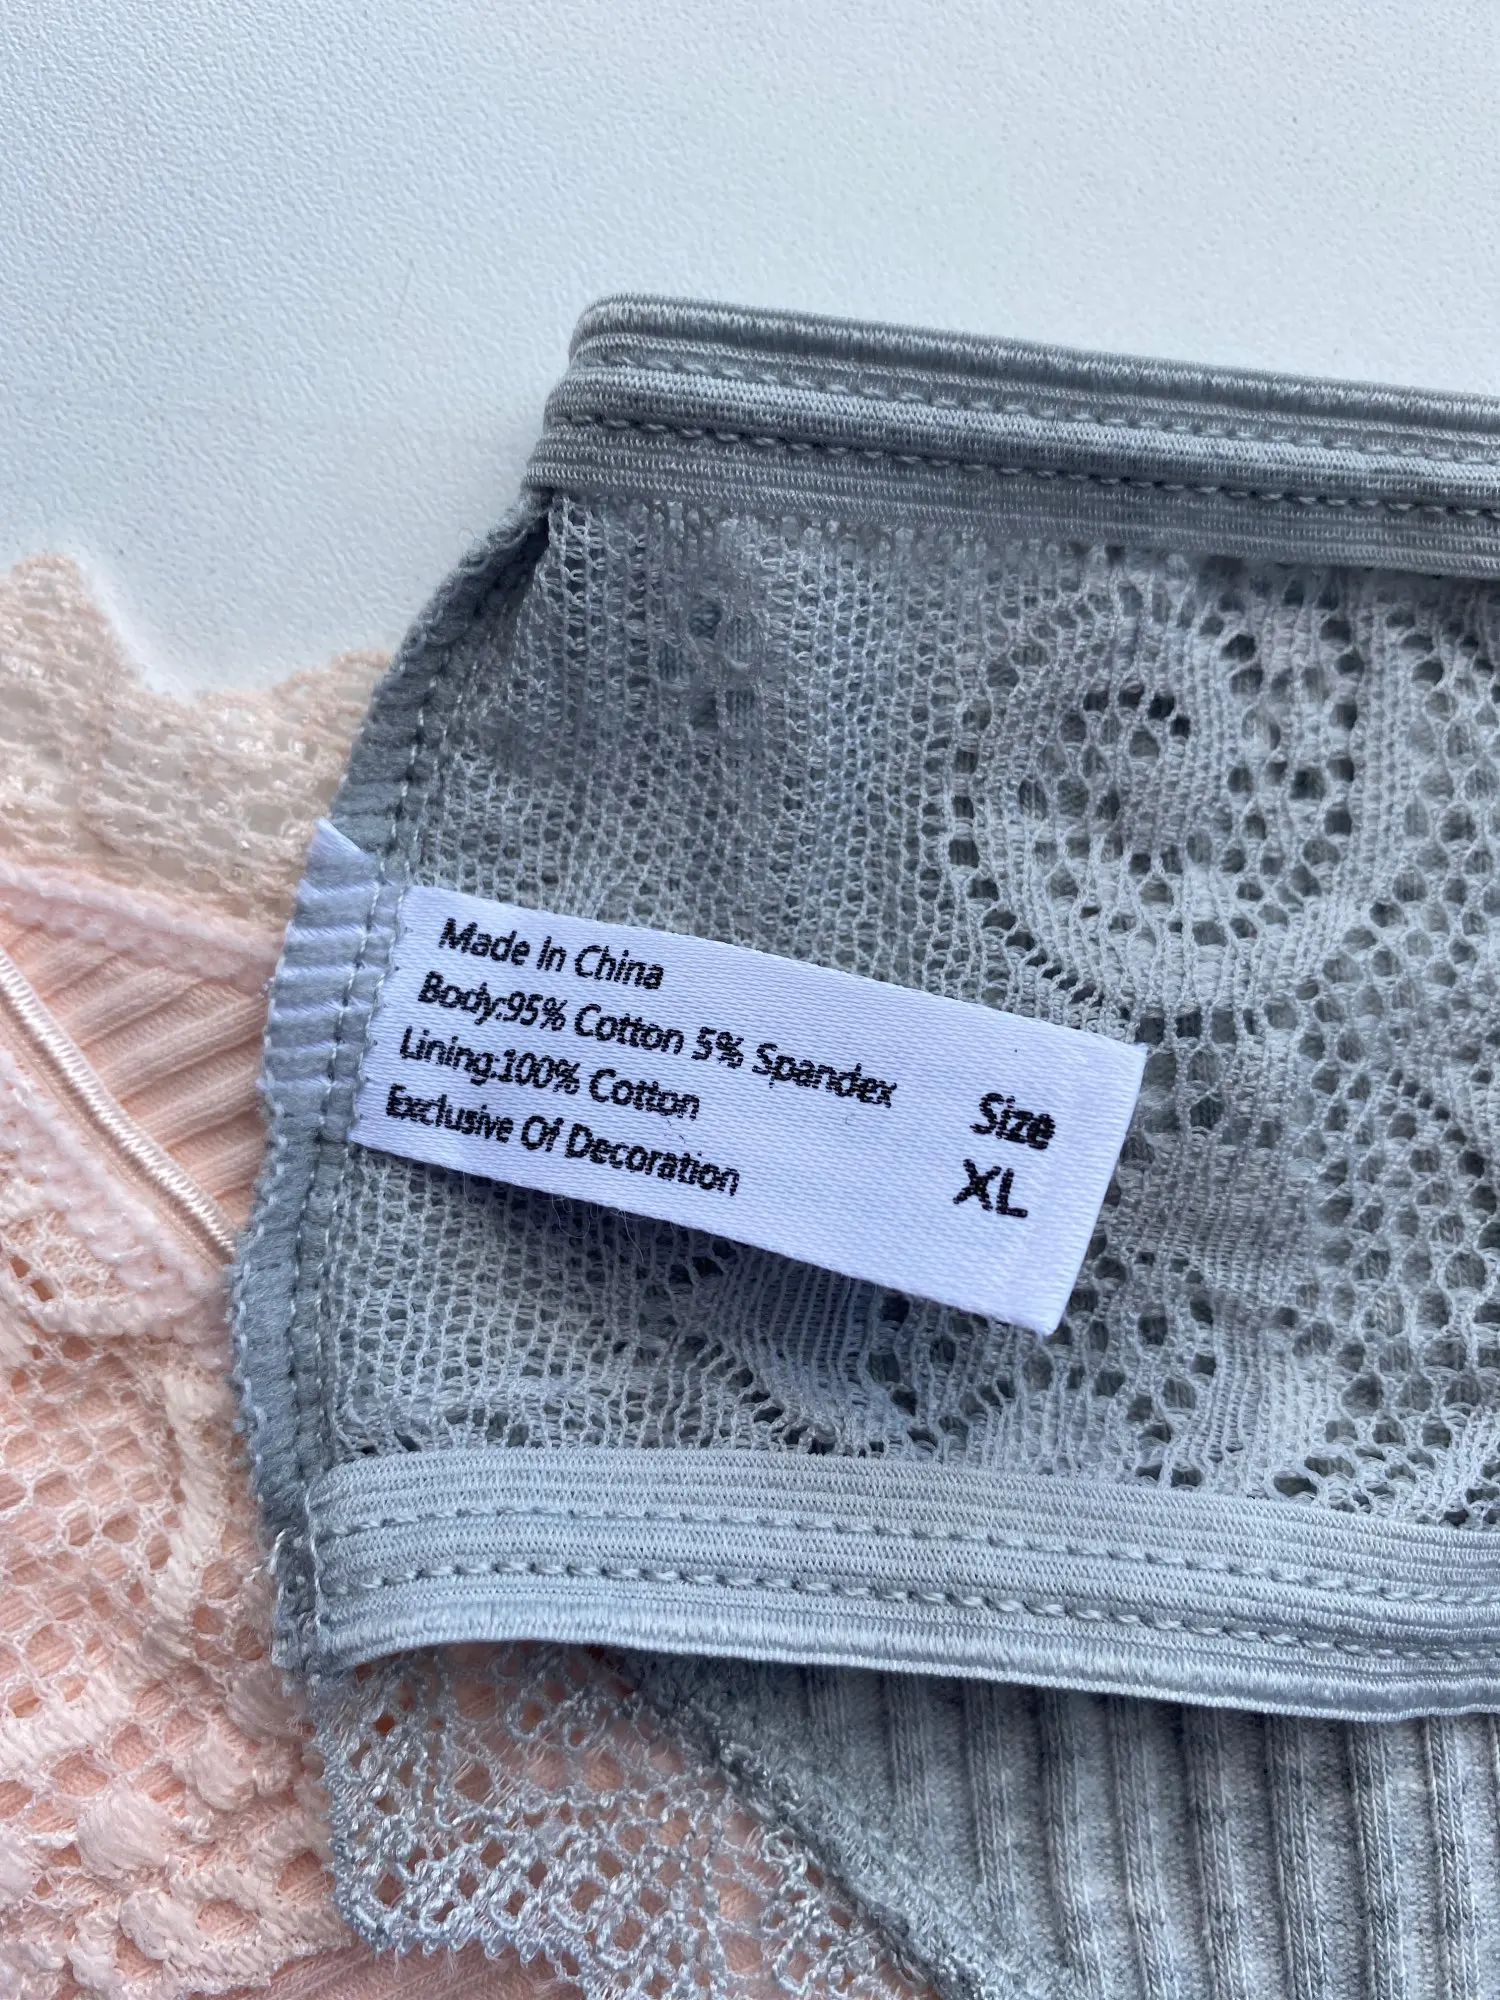 Made In China
Body:95% Cotton 5% Spandex
Lining:100% Cotton
Exclusive Of Decoration
Size
XL